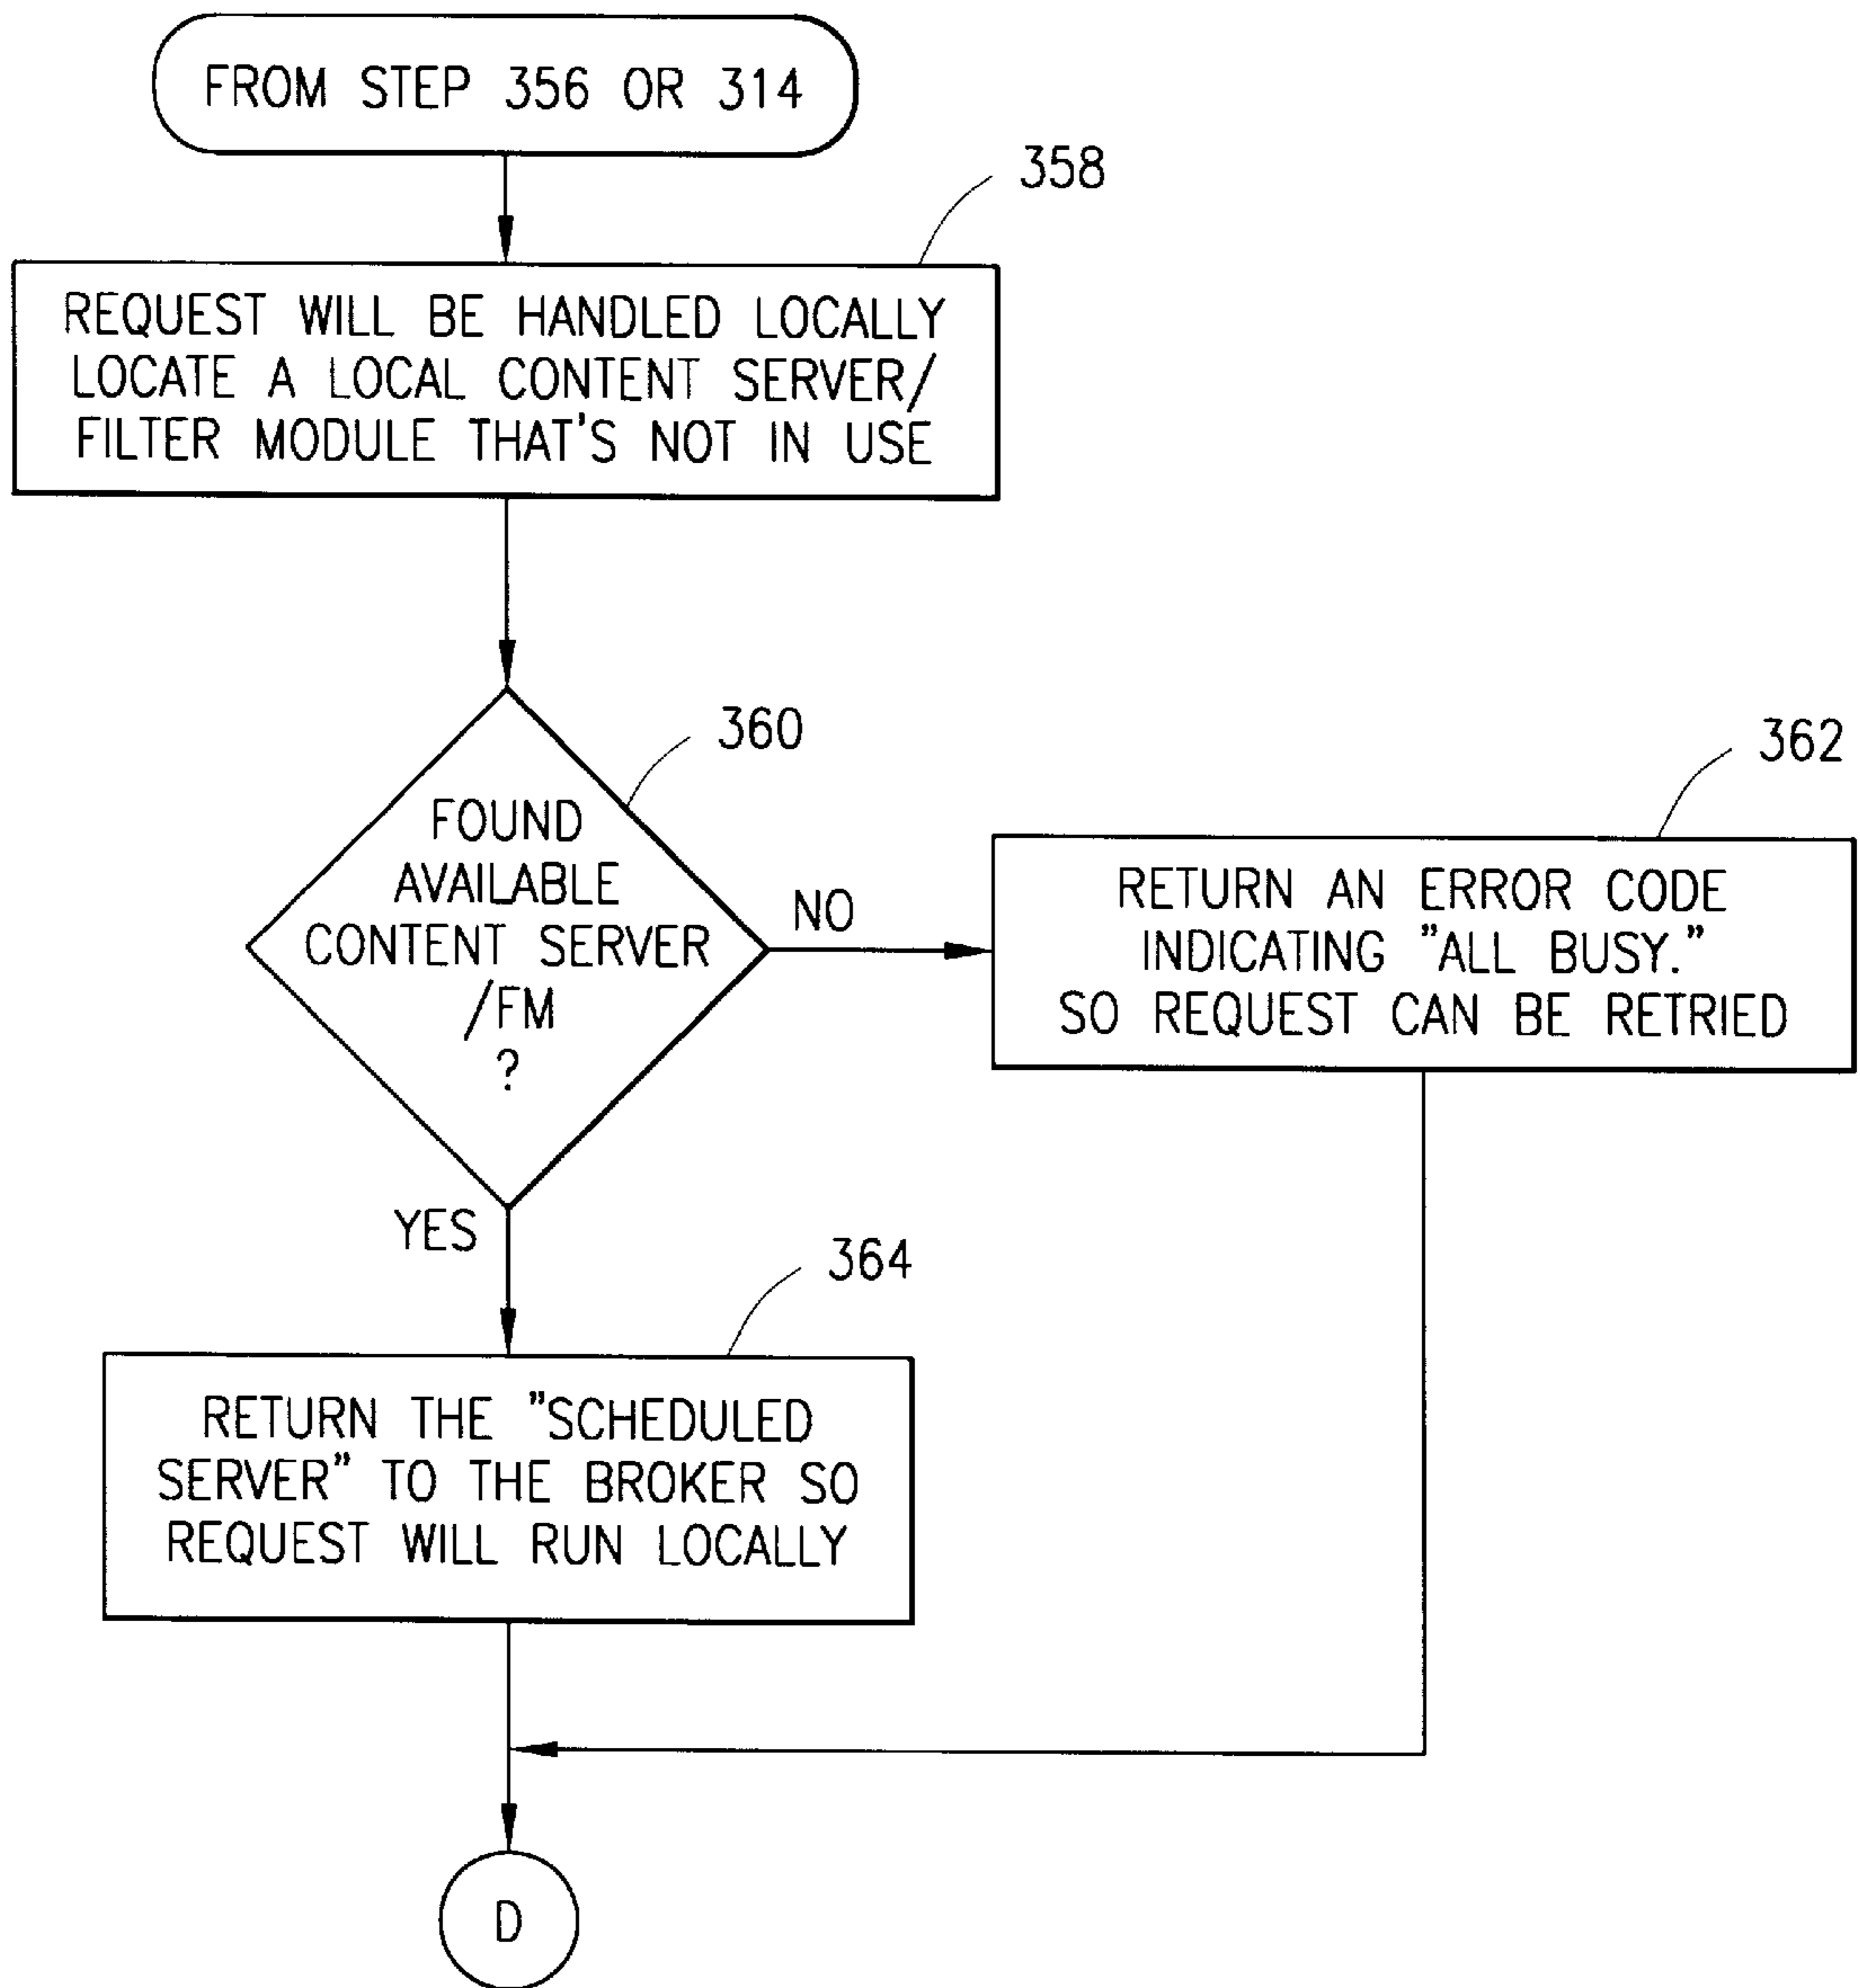 FROM STEP 356 OR 314
358
REQUEST WILL BE HANDLED LOCALLY
LOCATE A LOCAL CONTENT SERVER/
FILTER MODULE THAT'S NOT IN USE
360
FOUND
AVAILABLE
CONTENT SERVER
/FM
?
NO
362
RETURN AN ERROR CODE
INDICATING "ALL BUSY."
SO REQUEST CAN BE RETRIED
YES
364
RETURN THE "SCHEDULED
SERVER" TO THE BROKER SO
REQUEST WILL RUN LOCALLY
D